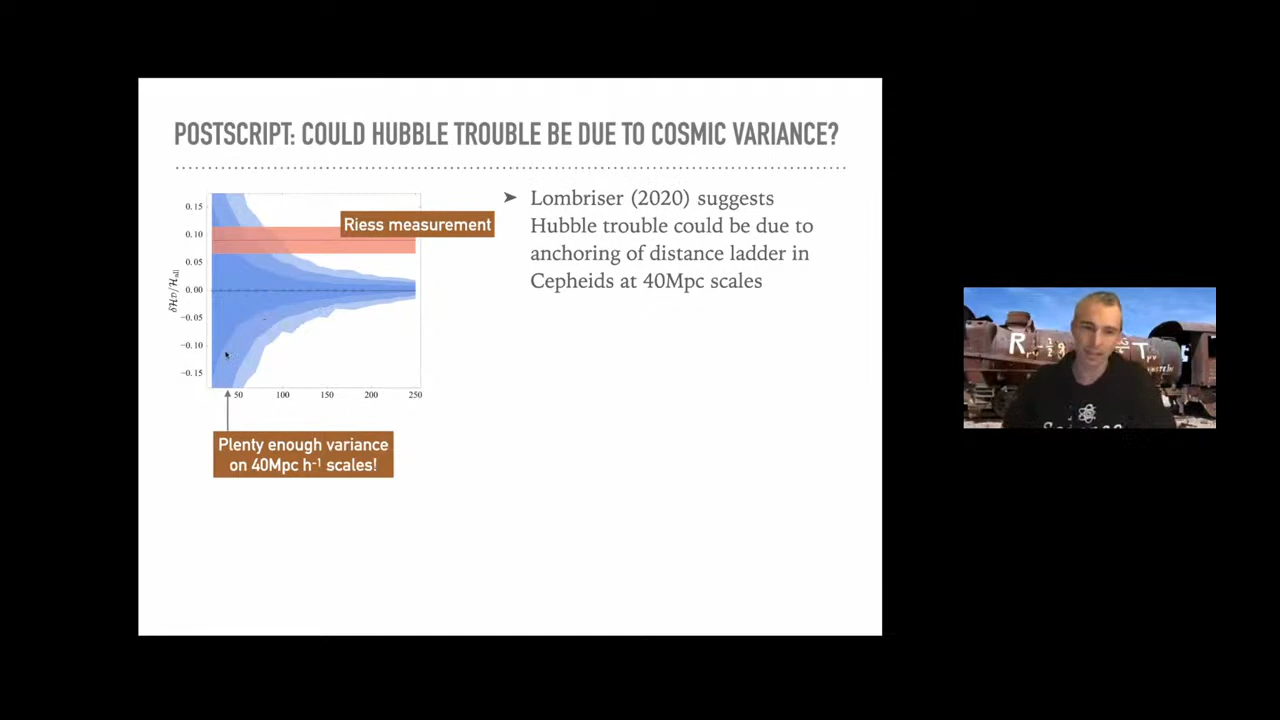 POSTSCRIPT: COULD HUBBLE TROUBLE BE DUE TO COSMIC VARIANCE?
0.15
0.10
0.05
0.00
−0.05
−0.10
−0.15
50
100
150
200
250
Riess measurement
Plenty enough variance
on 40Mpc h⁻¹ scales!
➤ Lombriser (2020) suggests
Hubble trouble could be due to
anchoring of distance ladder in
Cepheids at 40Mpc scales